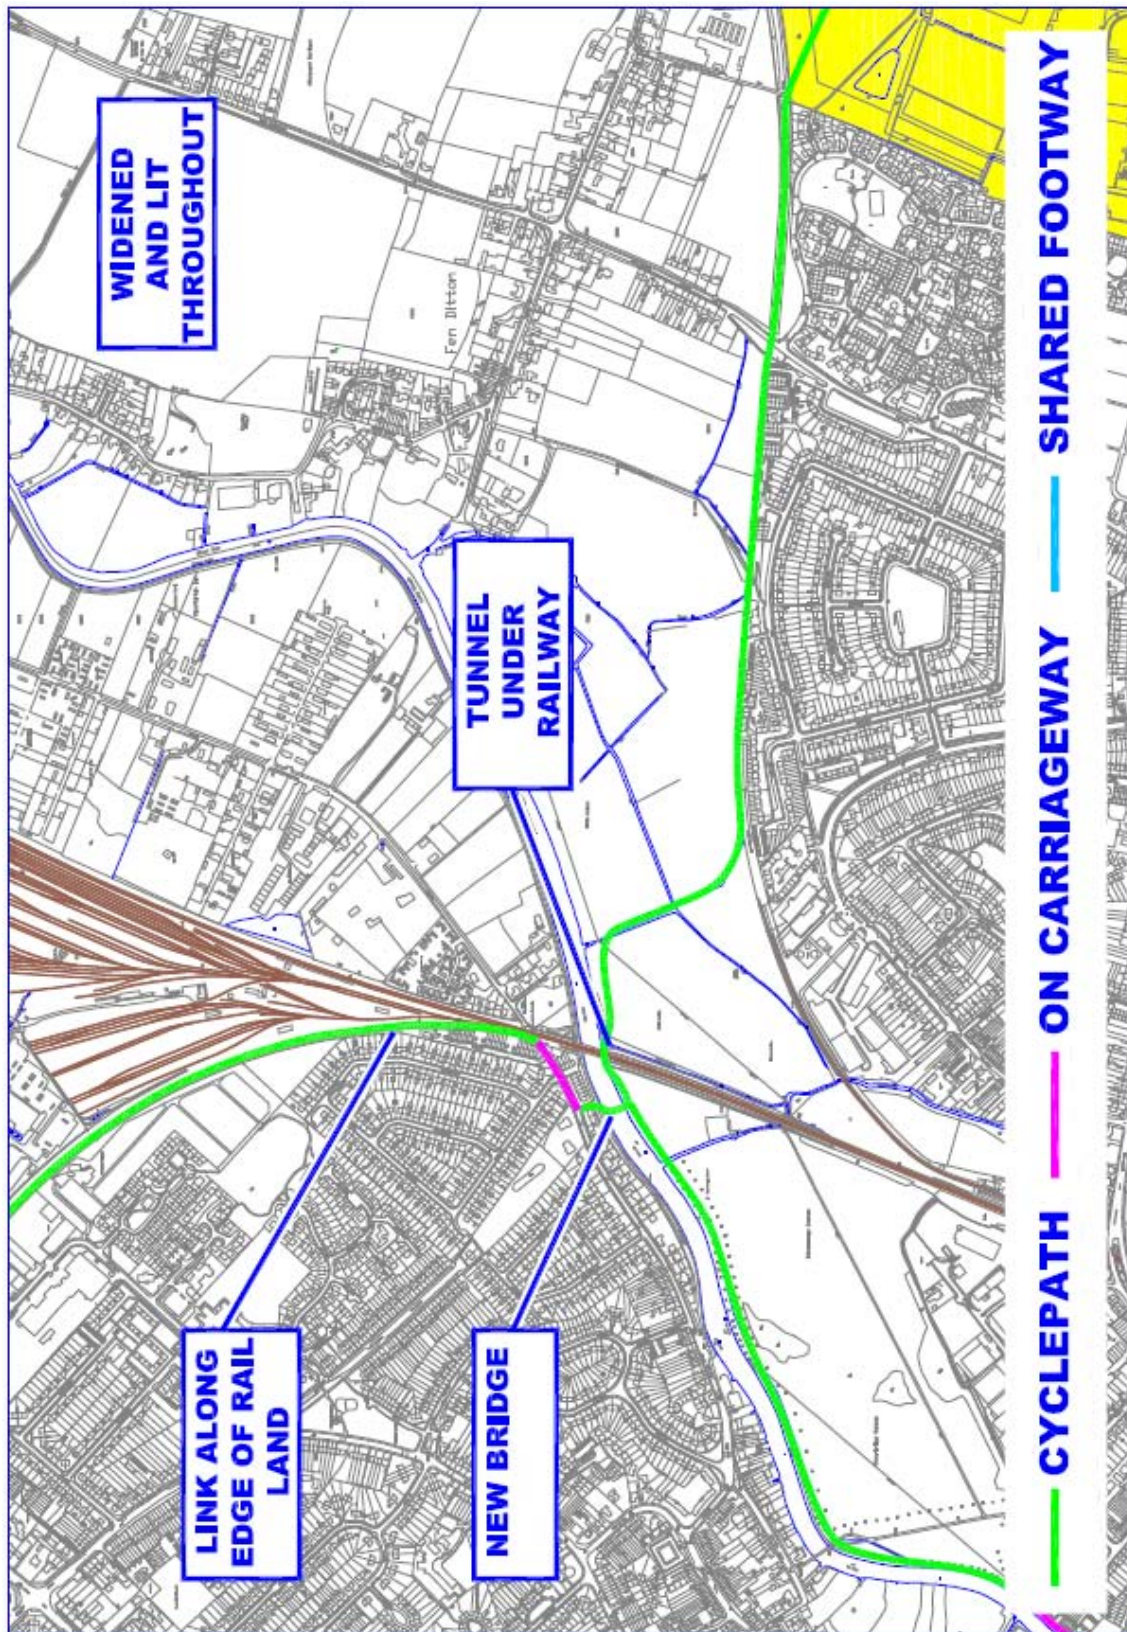 WIDENED
AND LIT
THROUGHOUT
Fen Ditton
TUNNEL
UNDER
RAILWAY
LINK ALONG
EDGE OF RAIL
LAND
NEW BRIDGE
CYCLEPATH
ON CARRIAGEWAY
SHARED FOOTWAY